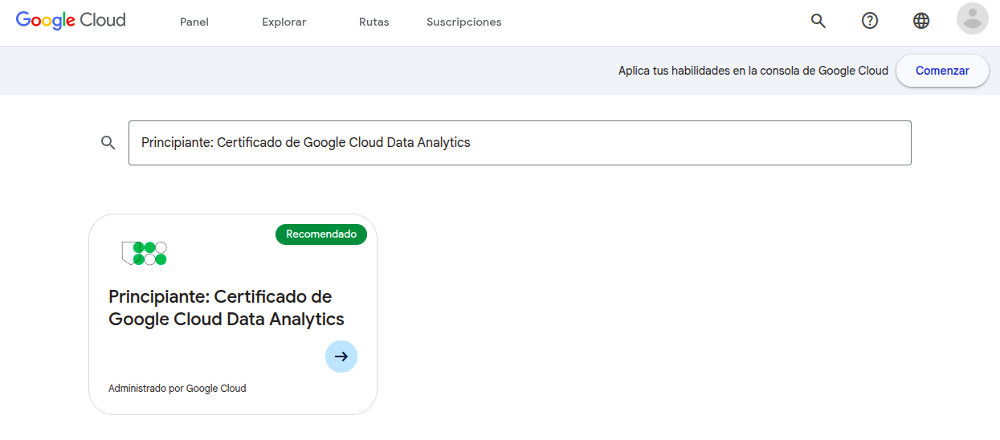 Google Cloud
Panel
Explorar
Rutas
Suscripciones
Aplica tus habilidades en la consola de Google Cloud
Comenzar
Principiante: Certificado de Google Cloud Data Analytics
Recomendado
Principiante: Certificado de
Google Cloud Data Analytics
Administrado por Google Cloud